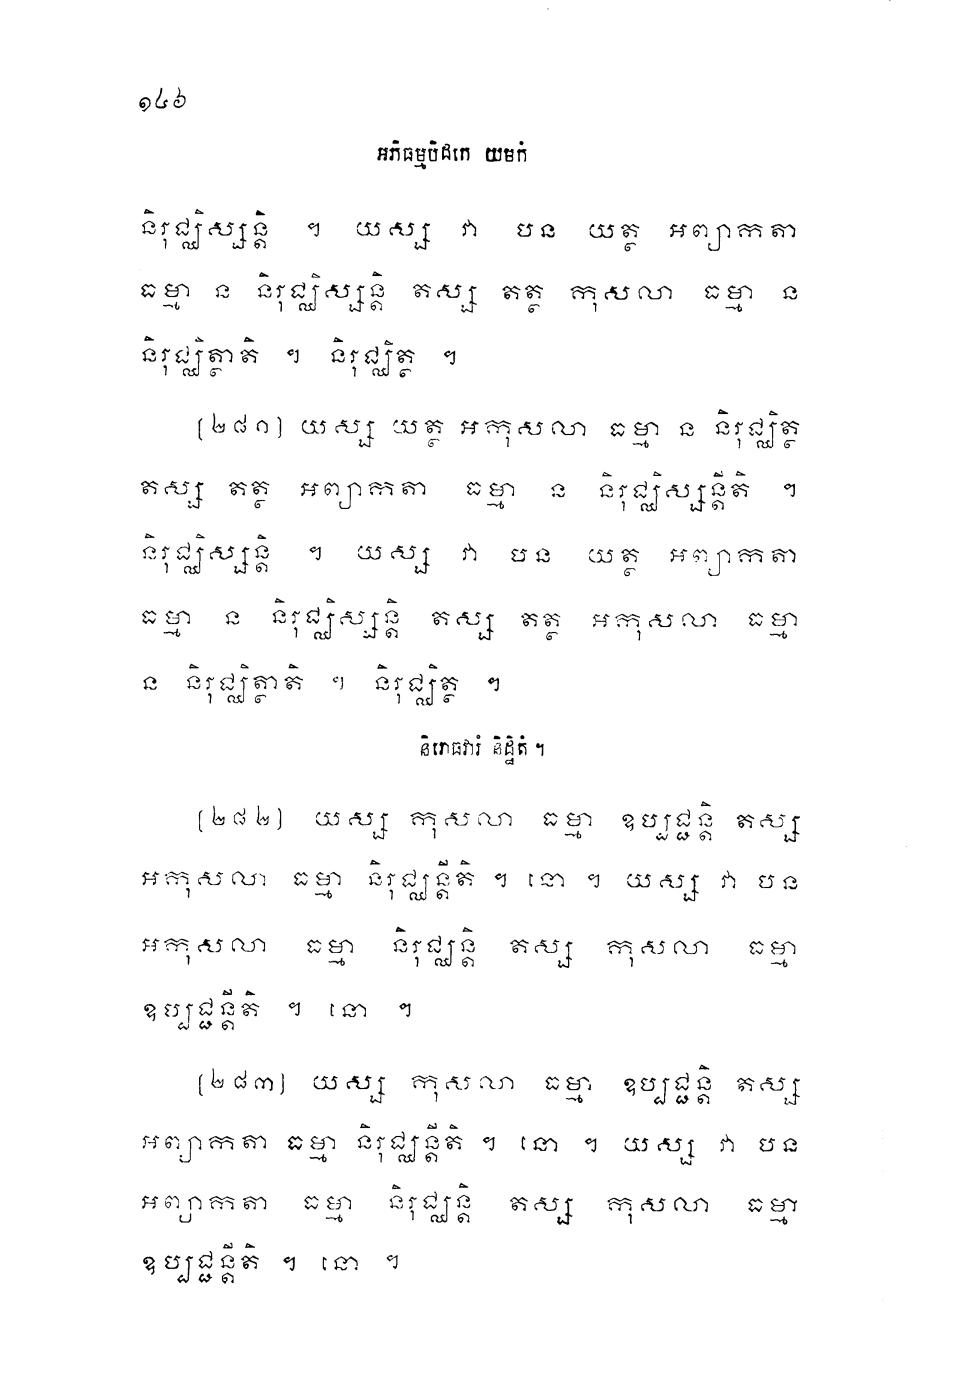 ១៤៦
អភិធម្មបិដកេ យមកំ
និរុជ្ឈិស្សន្តិ ។ យស្ស វា បន យត្ថ អព្យាកតា
ធម្មា ន និរុជ្ឈិស្សន្តិ តស្ស តត្ថ កុសលា ធម្មា ន
និរុជ្ឈិត្ថាតិ ។ និរុជ្ឈិត្ថ ។
(២៨១) យស្ស យត្ថ អកុសលា ធម្មា ន និរុជ្ឈិត្ថ
តស្ស តត្ថ អព្យាកតា ធម្មា ន និរុជ្ឈិស្សន្តីតិ ។
និរុជ្ឈិស្សន្តិ ។ យស្ស វា បន យត្ថ អព្យាកតា
ធម្មា ន និរុជ្ឈិស្សន្តិ តស្ស តត្ថ អកុសលា ធម្មា
ន និរុជ្ឈិត្ថាតិ ។ និរុជ្ឈិត្ថ ។
និរោធវារំ និដ្ឋិតំ ។
(២៨២) យស្ស កុសលា ធម្មា ឧប្បជ្ជន្តិ តស្ស
អកុសលា ធម្មា និរុជ្ឈន្តីតិ ។ នោ ។ យស្ស វា បន
អកុសលា ធម្មា និរុជ្ឈន្តិ តស្ស កុសលា ធម្មា
ឧប្បជ្ជន្តីតិ ។ នោ ។
(២៨៣) យស្ស កុសលា ធម្មា ឧប្បជ្ជន្តិ តស្ស
អព្យាកតា ធម្មា និរុជ្ឈន្តីតិ ។ នោ ។ យស្ស វា បន
អព្យាកតា ធម្មា និរុជ្ឈន្តិ តស្ស កុសលា ធម្មា
ឧប្បជ្ជន្តីតិ ។ នោ ។